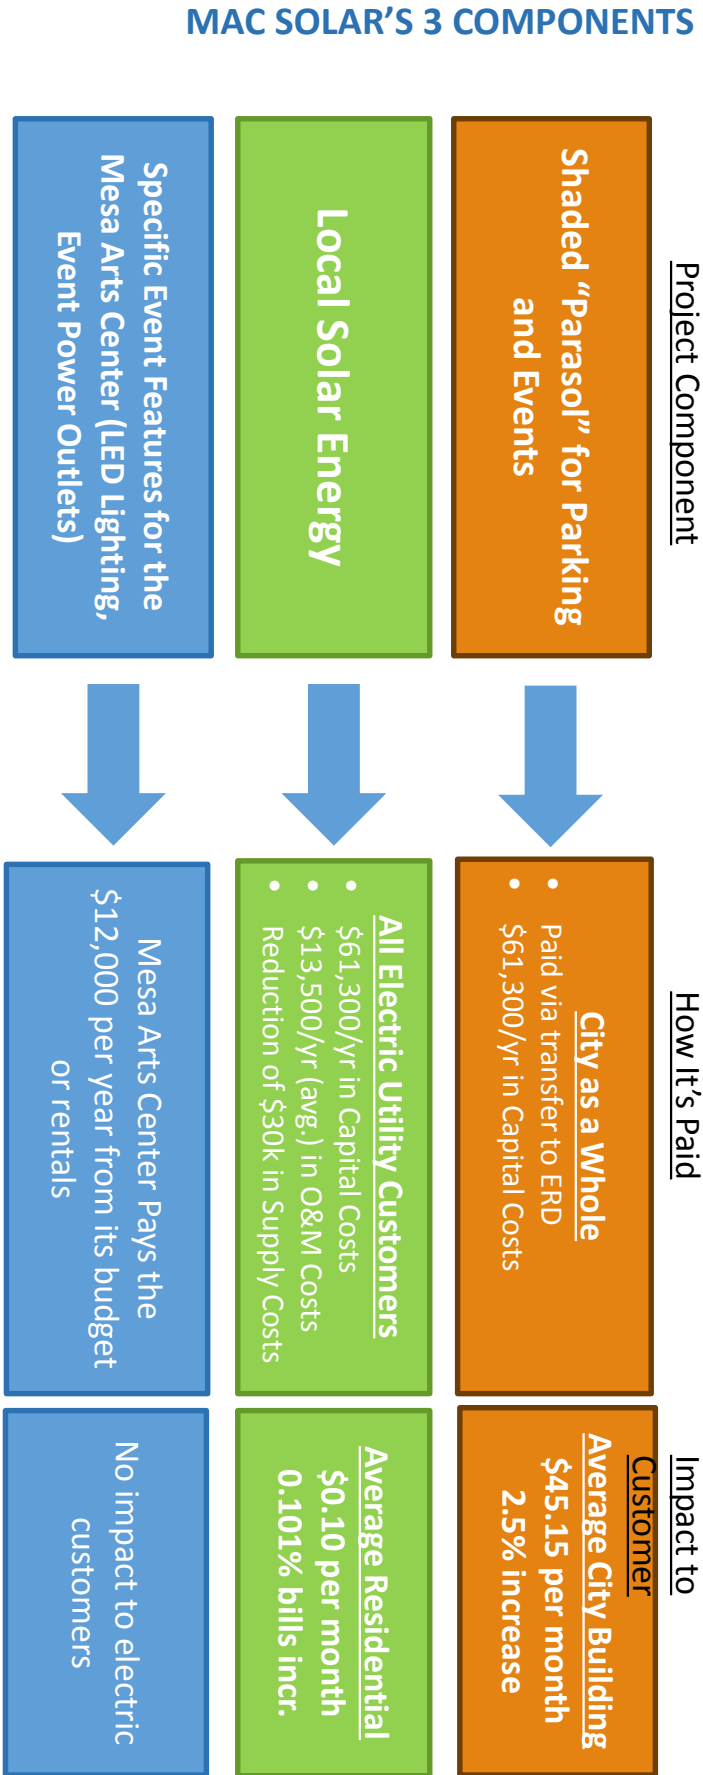 MAC SOLAR'S 3 COMPONENTS
Project Component
How It's Paid
Impact to
Customer
Shaded “Parasol” for Parking
and Events
City as a Whole
• Paid via transfer to ERD
• $61,300/yr in Capital Costs
Average City Building
$45.15 per month
2.5% increase
Local Solar Energy
All Electric Utility Customers
• $61,300/yr in Capital Costs
• $13,500/yr (avg.) in O&M Costs
• Reduction of $30k in Supply Costs
Average Residential
$0.10 per month
0.101% bills incr.
Specific Event Features for the
Mesa Arts Center (LED Lighting,
Event Power Outlets)
Mesa Arts Center Pays the
$12,000 per year from its budget
or rentals
No impact to electric
customers